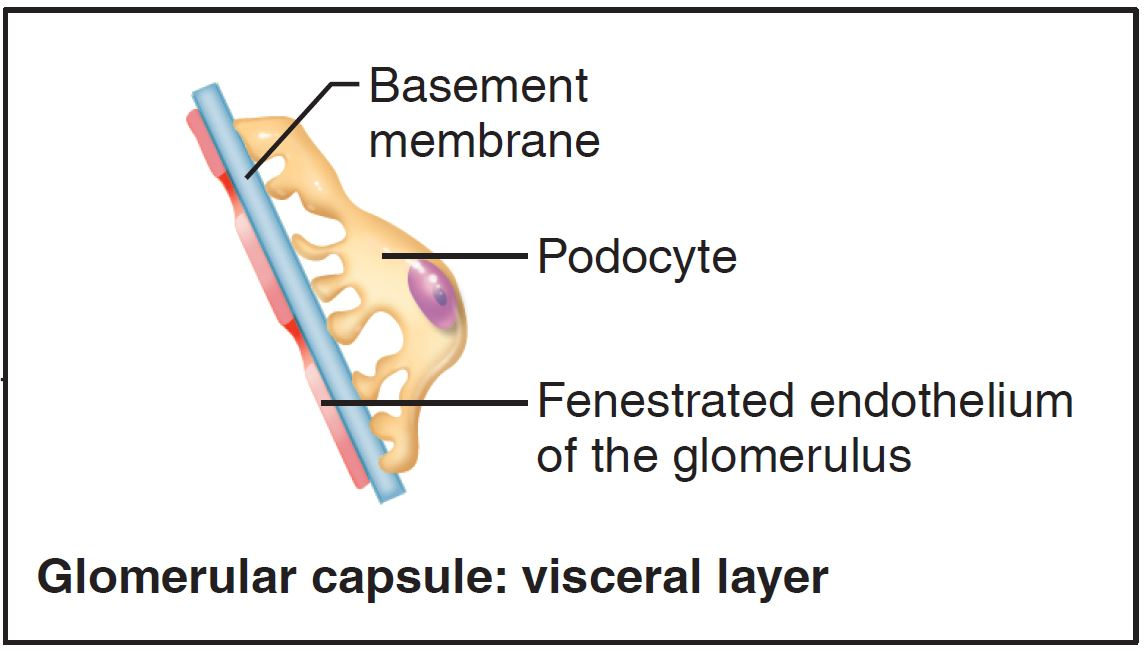 Basement
membrane
Podocyte
Fenestrated endothelium
of the glomerulus
Glomerular capsule: visceral layer